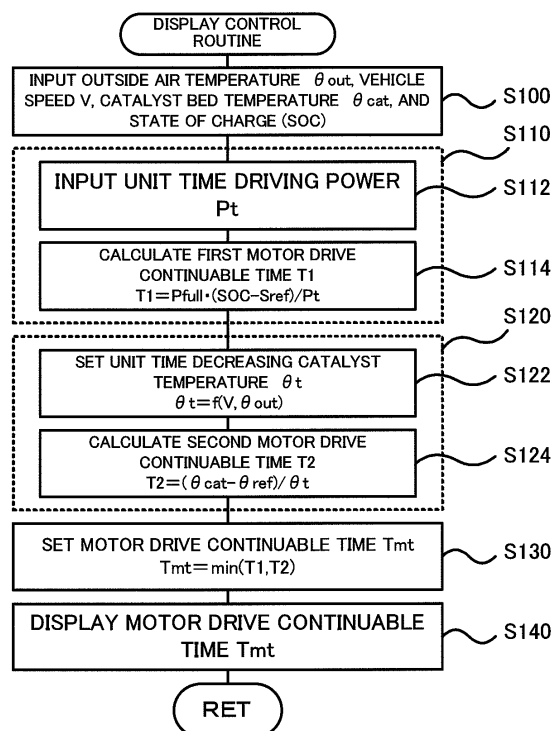 DISPLAY CONTROL
ROUTINE
INPUT OUTSIDE AIR TEMPERATURE θout, VEHICLE
SPEED V, CATALYST BED TEMPERATURE θcat, AND
STATE OF CHARGE (SOC)
S100
S110
INPUT UNIT TIME DRIVING POWER
Pt
S112
CALCULATE FIRST MOTOR DRIVE
CONTINUABLE TIME T1
T1=Pfull・(SOC-Sref)/Pt
S114
S120
SET UNIT TIME DECREASING CATALYST
TEMPERATURE θt
θt=f(V,θout)
S122
CALCULATE SECOND MOTOR DRIVE
CONTINUABLE TIME T2
T2=(θcat-θref)/θt
S124
SET MOTOR DRIVE CONTINUABLE TIME Tmt
Tmt=min(T1,T2)
S130
DISPLAY MOTOR DRIVE CONTINUABLE
TIME Tmt
S140
RET